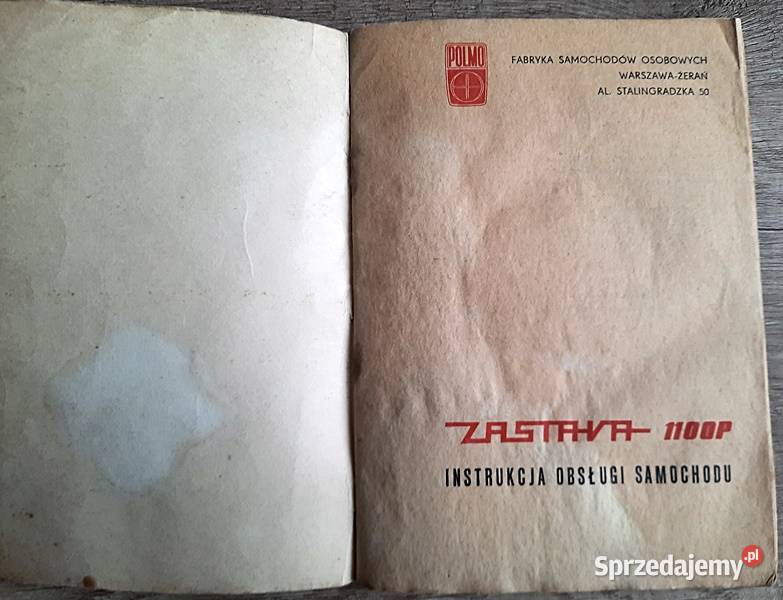 POLMO
FABRYKA SAMOCHODÓW OSOBOWYCH
WARSZAWA-ŻERAŃ
AL. STALINGRADZKA 50
ZASTAVA 1100P
INSTRUKCJA OBSŁUGI SAMOCHODU
Sprzedajemy.pl